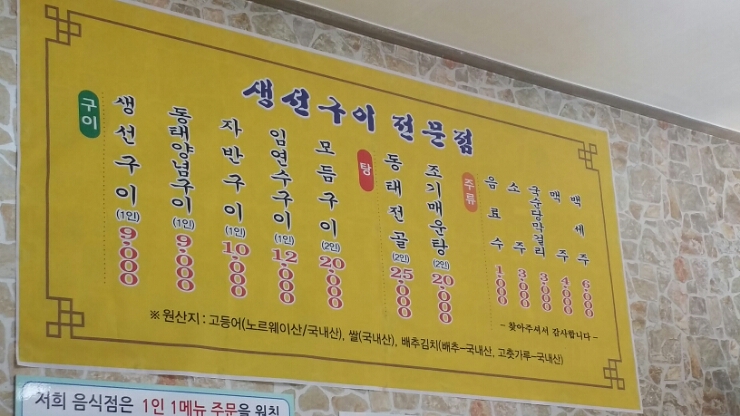 생선구이 전문점
구이
생선구이(1인) 9,000
동태양념구이(1인) 9,000
자반구이(1인) 10,000
임연수구이(1인) 12,000
모듬구이(2인) 20,000
탕
동태전골(2인) 25,000
조기매운탕(2인) 20,000
주류
음료수 1,000
소주 3,000
국순당막걸리 3,000
맥주 4,000
백세주 6,000
- 찾아주셔서 감사합니다 -
※ 원산지 : 고등어(노르웨이산/국내산), 쌀(국내산), 배추김치(배추-국내산, 고춧가루-국내산)
저희 음식점은 1인 1메뉴 주문을 원칙